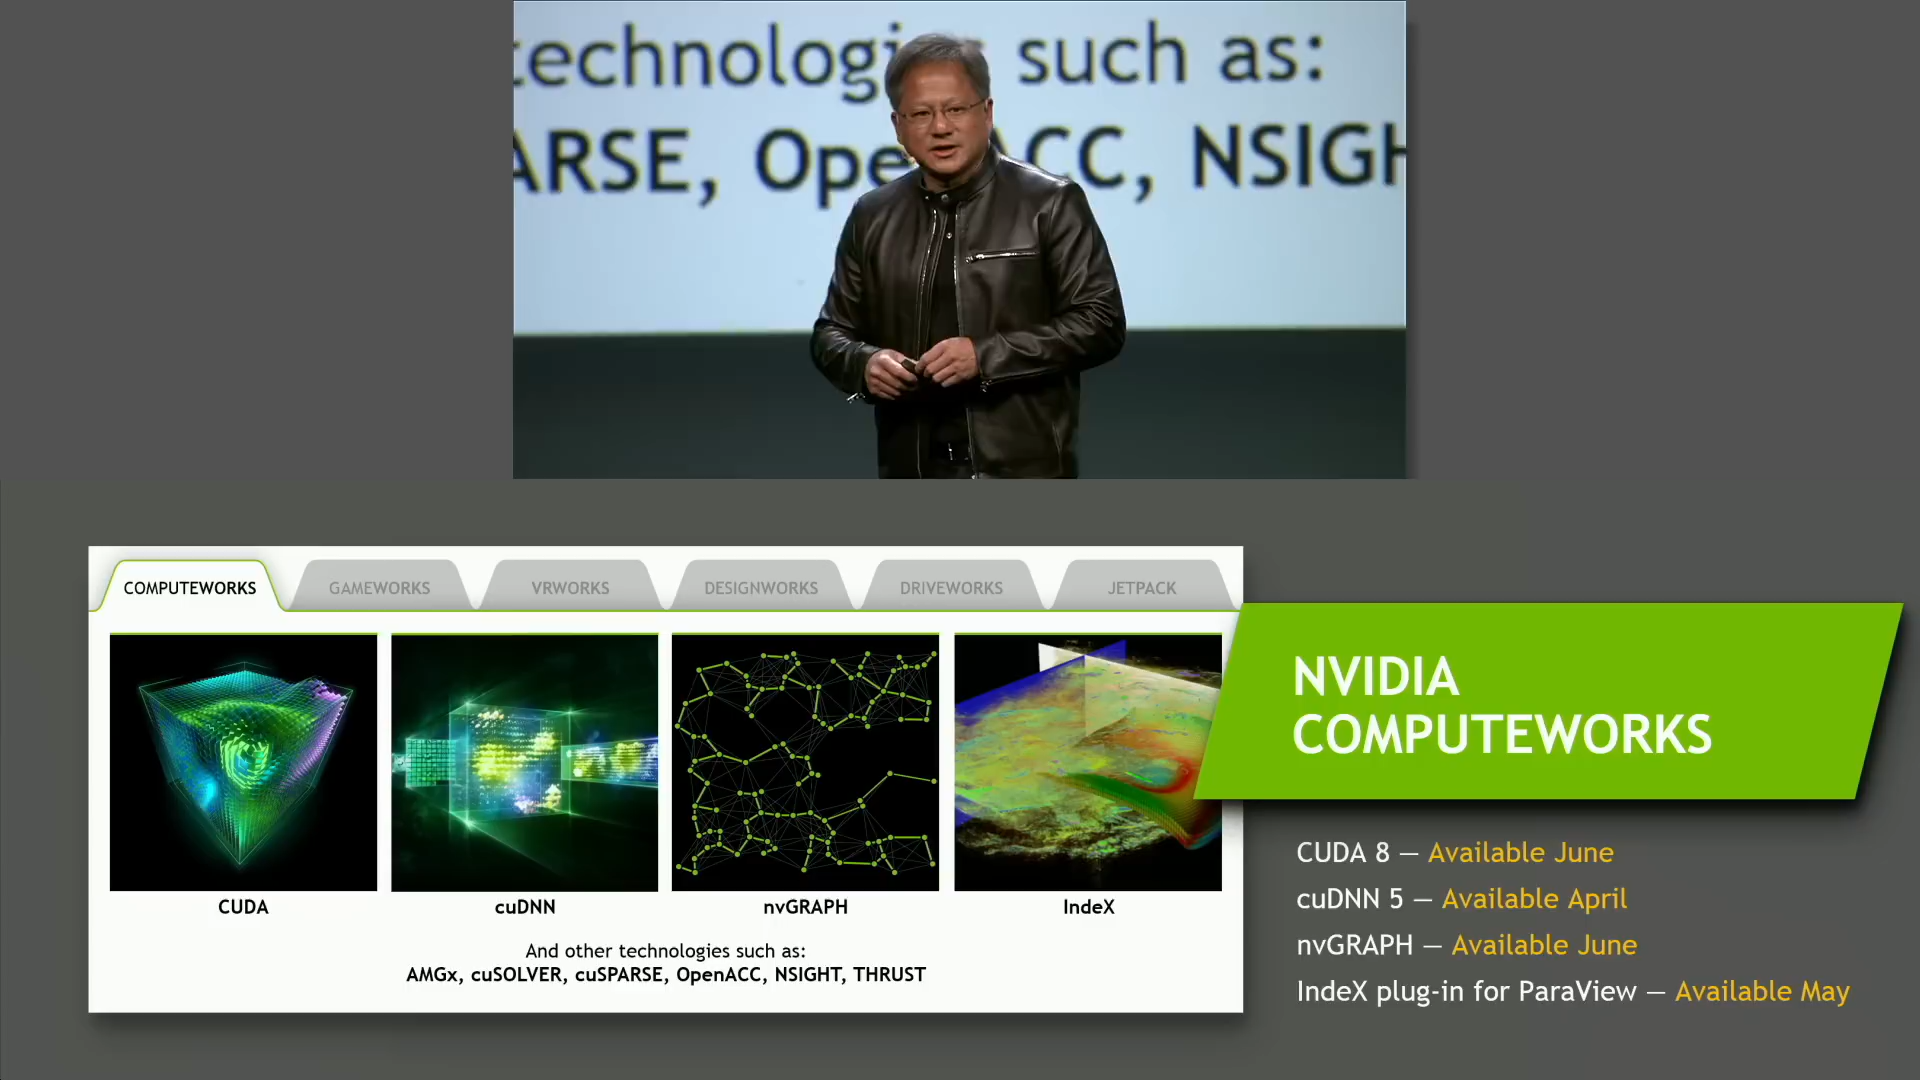 technologies such as:
ARSE, OpenACC, NSIGH
COMPUTEWORKS
GAMEWORKS
VRWORKS
DESIGNWORKS
DRIVEWORKS
JETPACK
CUDA
cuDNN
nvGRAPH
IndeX
And other technologies such as:
AMGx, cuSOLVER, cuSPARSE, OpenACC, NSIGHT, THRUST
NVIDIA
COMPUTEWORKS
CUDA 8 – Available June
cuDNN 5 – Available April
nvGRAPH – Available June
IndeX plug-in for ParaView – Available May